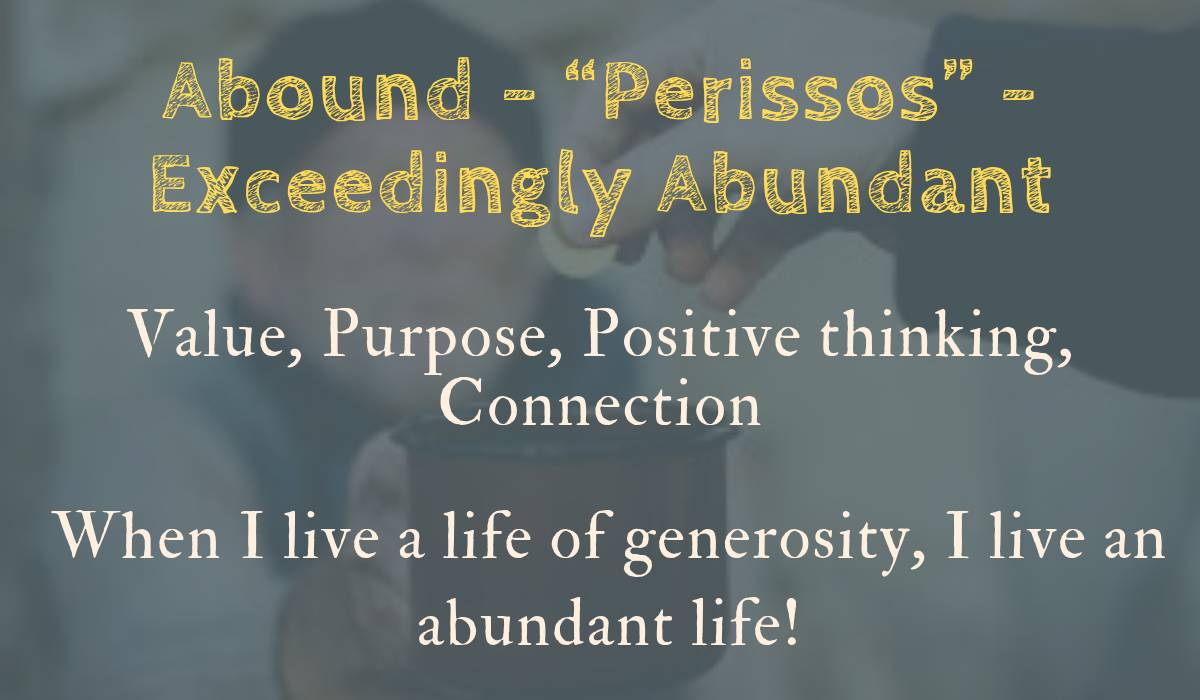 Abound - “Perissos” -
Exceedingly Abundant
Value, Purpose, Positive thinking,
Connection
When I live a life of generosity, I live an
abundant life!